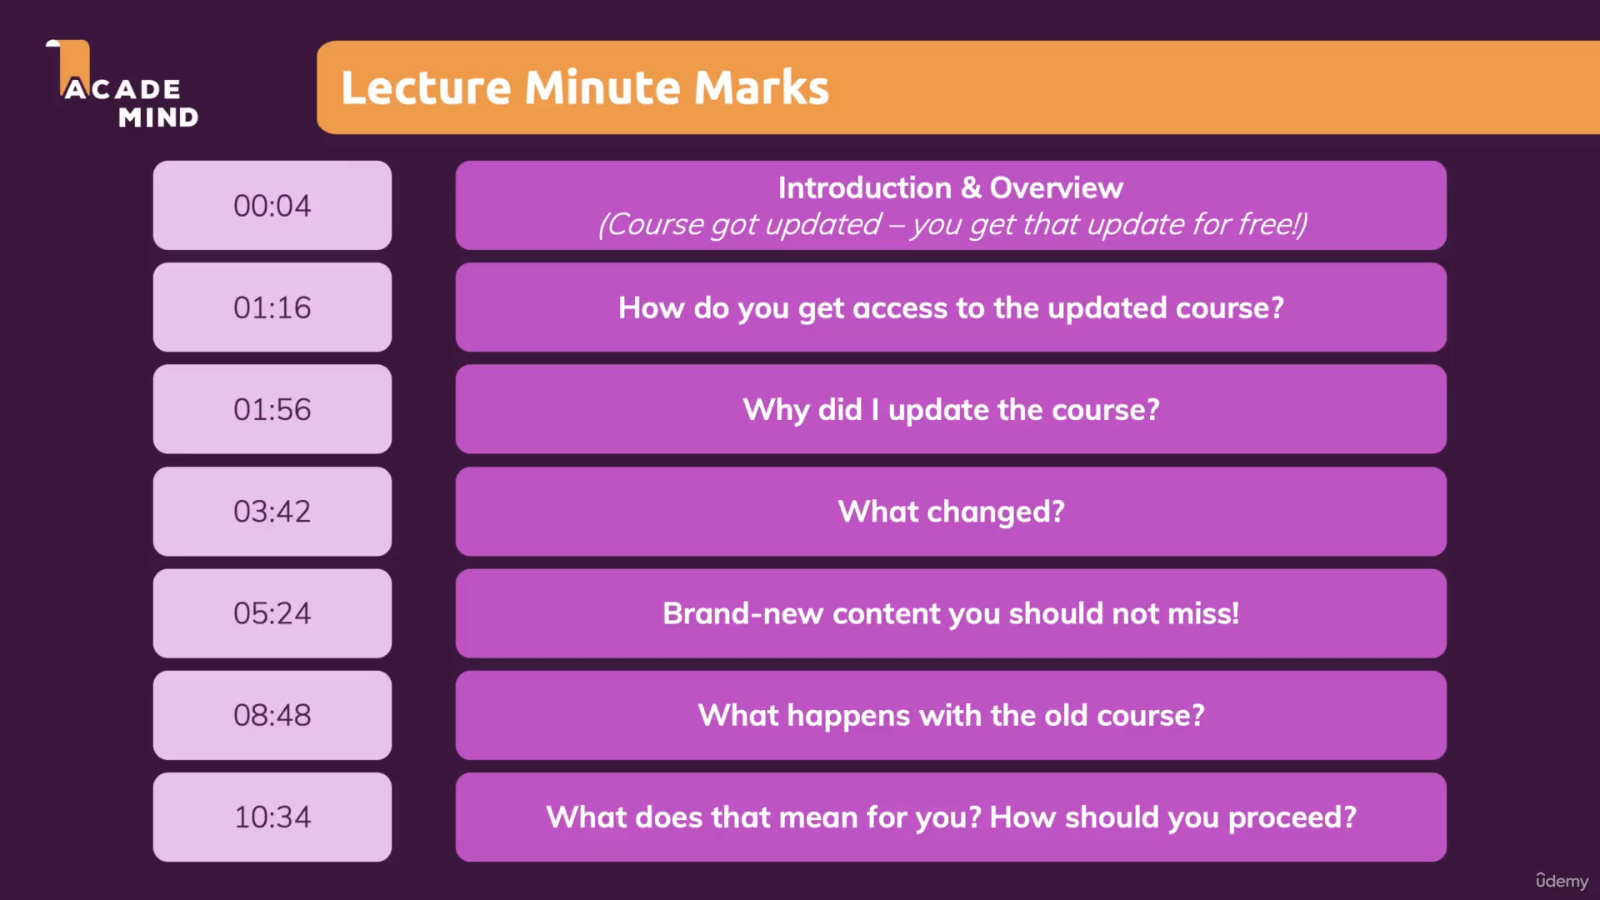 ACADE
MIND
Lecture Minute Marks
00:04
Introduction & Overview
(Course got updated – you get that update for free!)
01:16
How do you get access to the updated course?
01:56
Why did I update the course?
03:42
What changed?
05:24
Brand-new content you should not miss!
08:48
What happens with the old course?
10:34
What does that mean for you? How should you proceed?
ûdemy